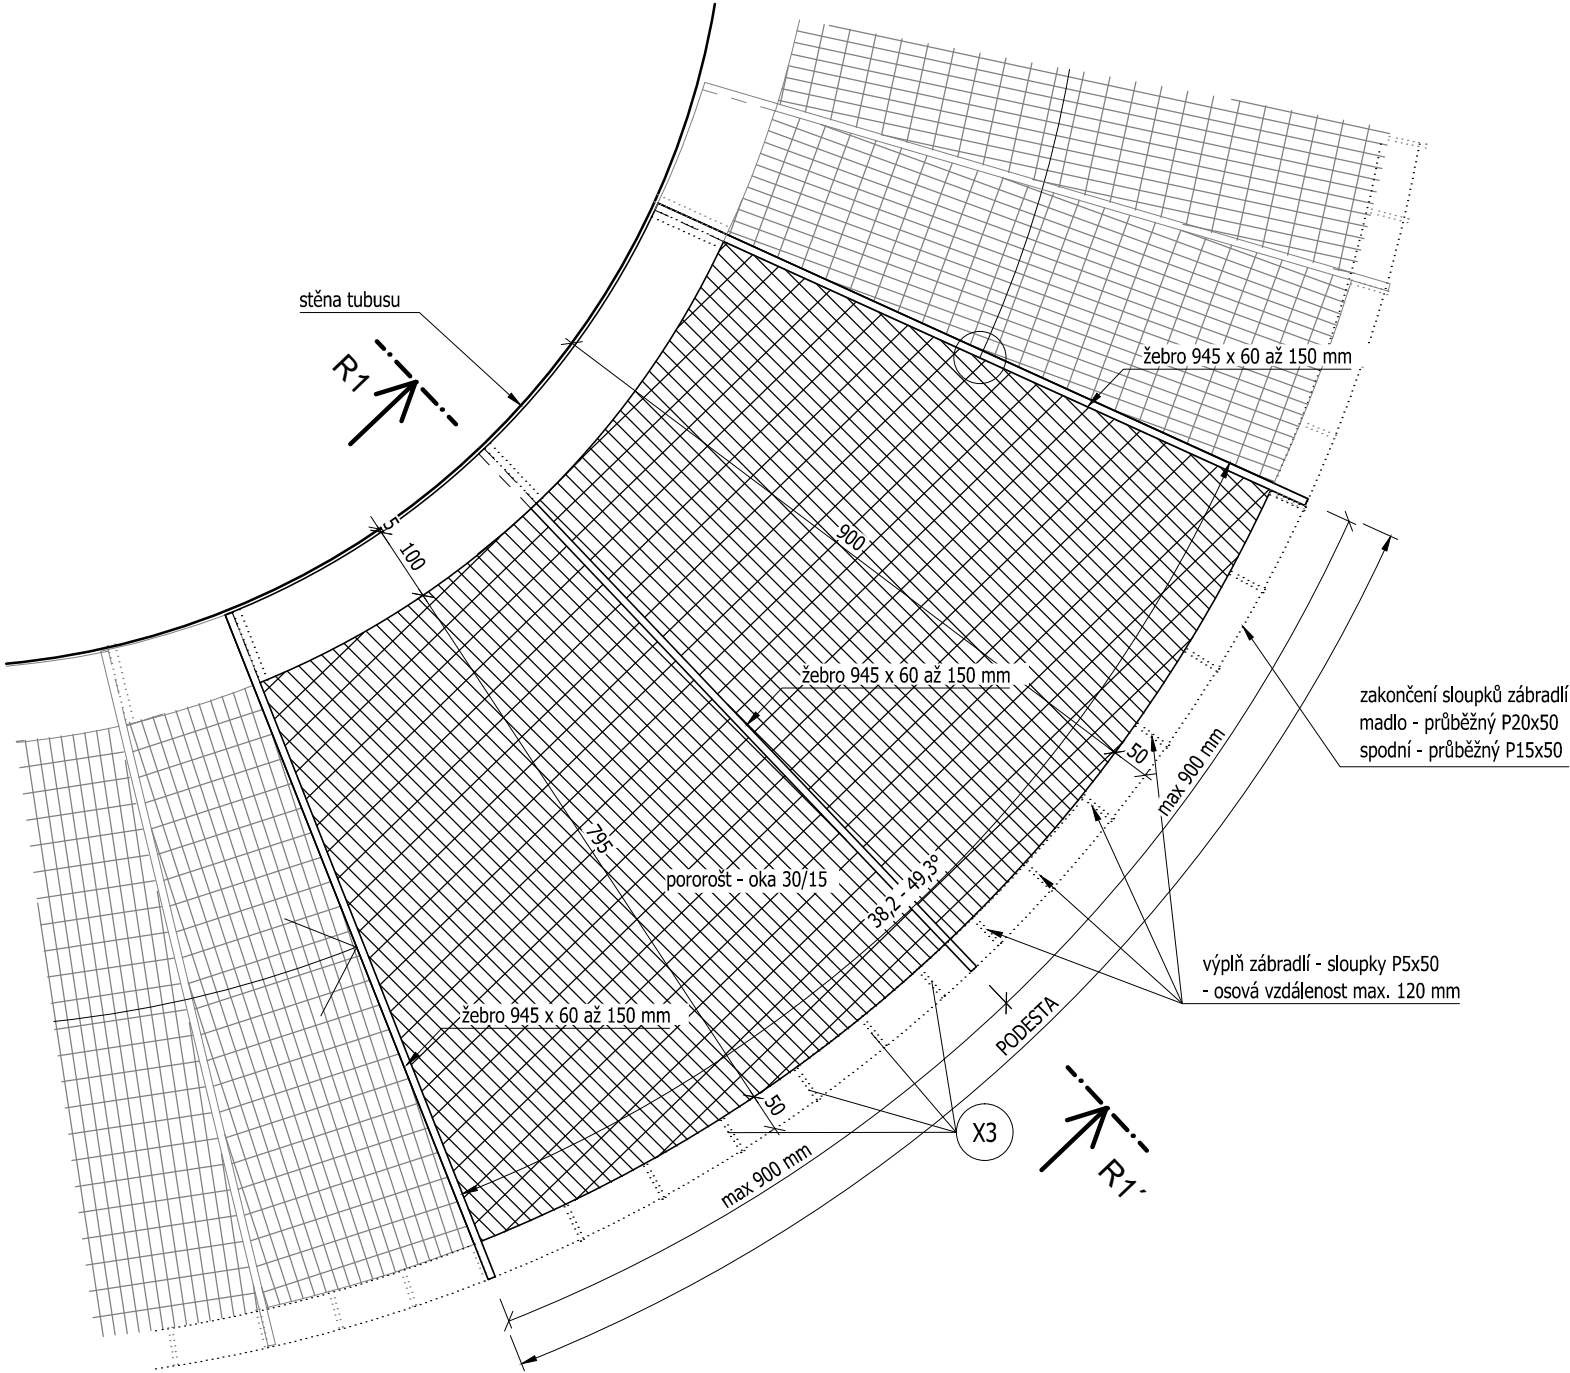 stěna tubusu
R1
žebro 945 x 60 až 150 mm
5
100
900
žebro 945 x 60 až 150 mm
zakončení sloupků zábradlí
madlo - průběžný P20x50
spodní - průběžný P15x50
50
max 900 mm
795
pororošt - oka 30/15
38,2 - 49,3°
výplň zábradlí - sloupky P5x50
- osová vzdálenost max. 120 mm
žebro 945 x 60 až 150 mm
PODESTA
50
X3
max 900 mm
R1´